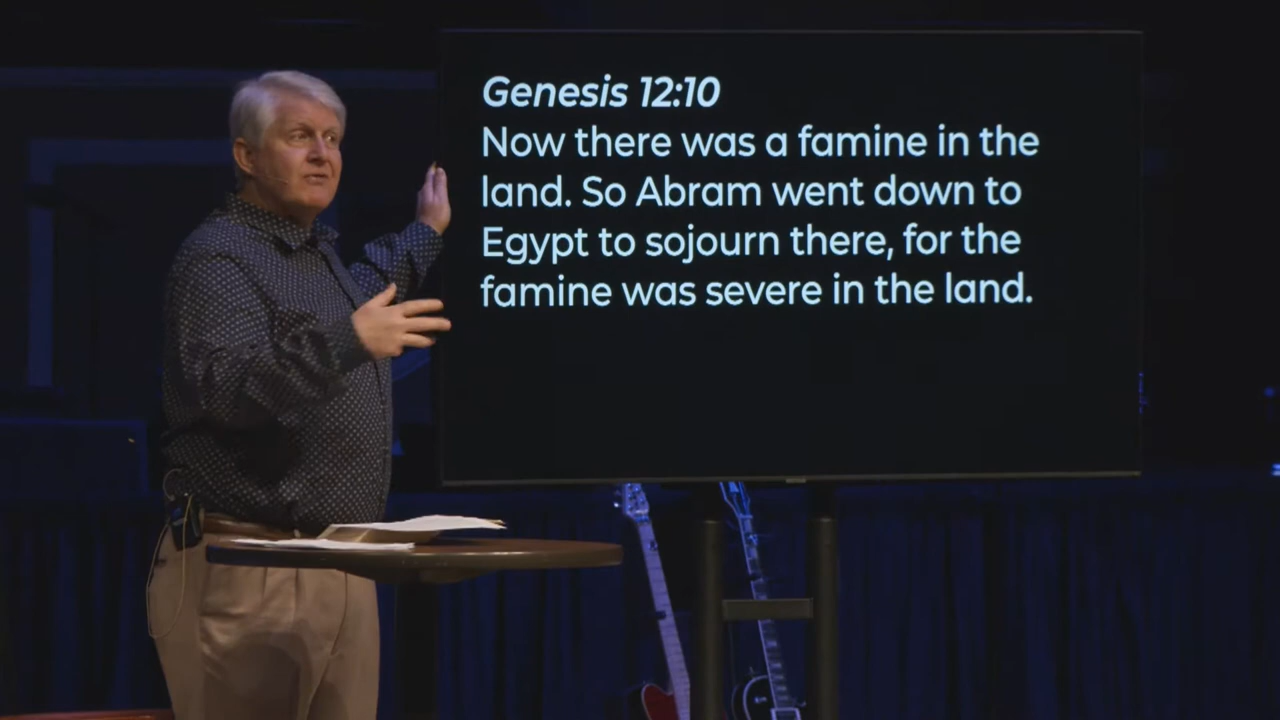 Genesis 12:10
Now there was a famine in the
land. So Abram went down to
Egypt to sojourn there, for the
famine was severe in the land.